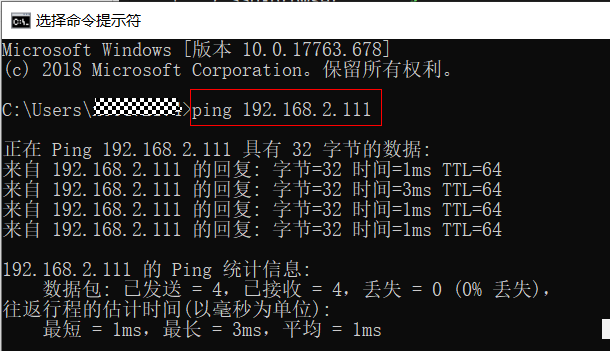 选择命令提示符
Microsoft Windows [版本 10.0.17763.678]
(c) 2018 Microsoft Corporation。保留所有权利。
C:\Users\ >ping 192.168.2.111
正在 Ping 192.168.2.111 具有 32 字节的数据:
来自 192.168.2.111 的回复: 字节=32 时间=1ms TTL=64
来自 192.168.2.111 的回复: 字节=32 时间=3ms TTL=64
来自 192.168.2.111 的回复: 字节=32 时间=1ms TTL=64
来自 192.168.2.111 的回复: 字节=32 时间=1ms TTL=64
192.168.2.111 的 Ping 统计信息:
数据包: 已发送 = 4，已接收 = 4，丢失 = 0 (0% 丢失)，
往返行程的估计时间(以毫秒为单位):
最短 = 1ms，最长 = 3ms，平均 = 1ms